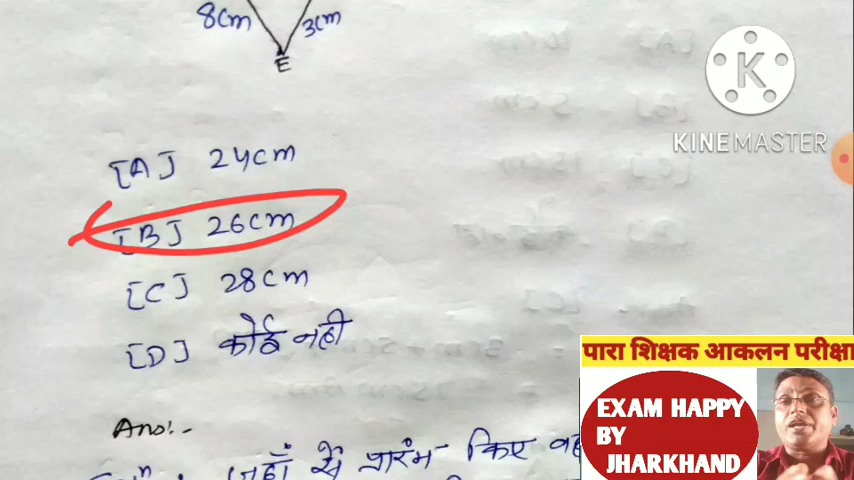 8cm
3cm
E
[A] 24cm
[B] 26cm
[C] 28cm
[D] कोई नही
Ans:-
जहाँ से प्रारंभ किए
KINEMASTER
K
पारा शिक्षक आकलन परीक्षा
EXAM HAPPY
BY
JHARKHAND